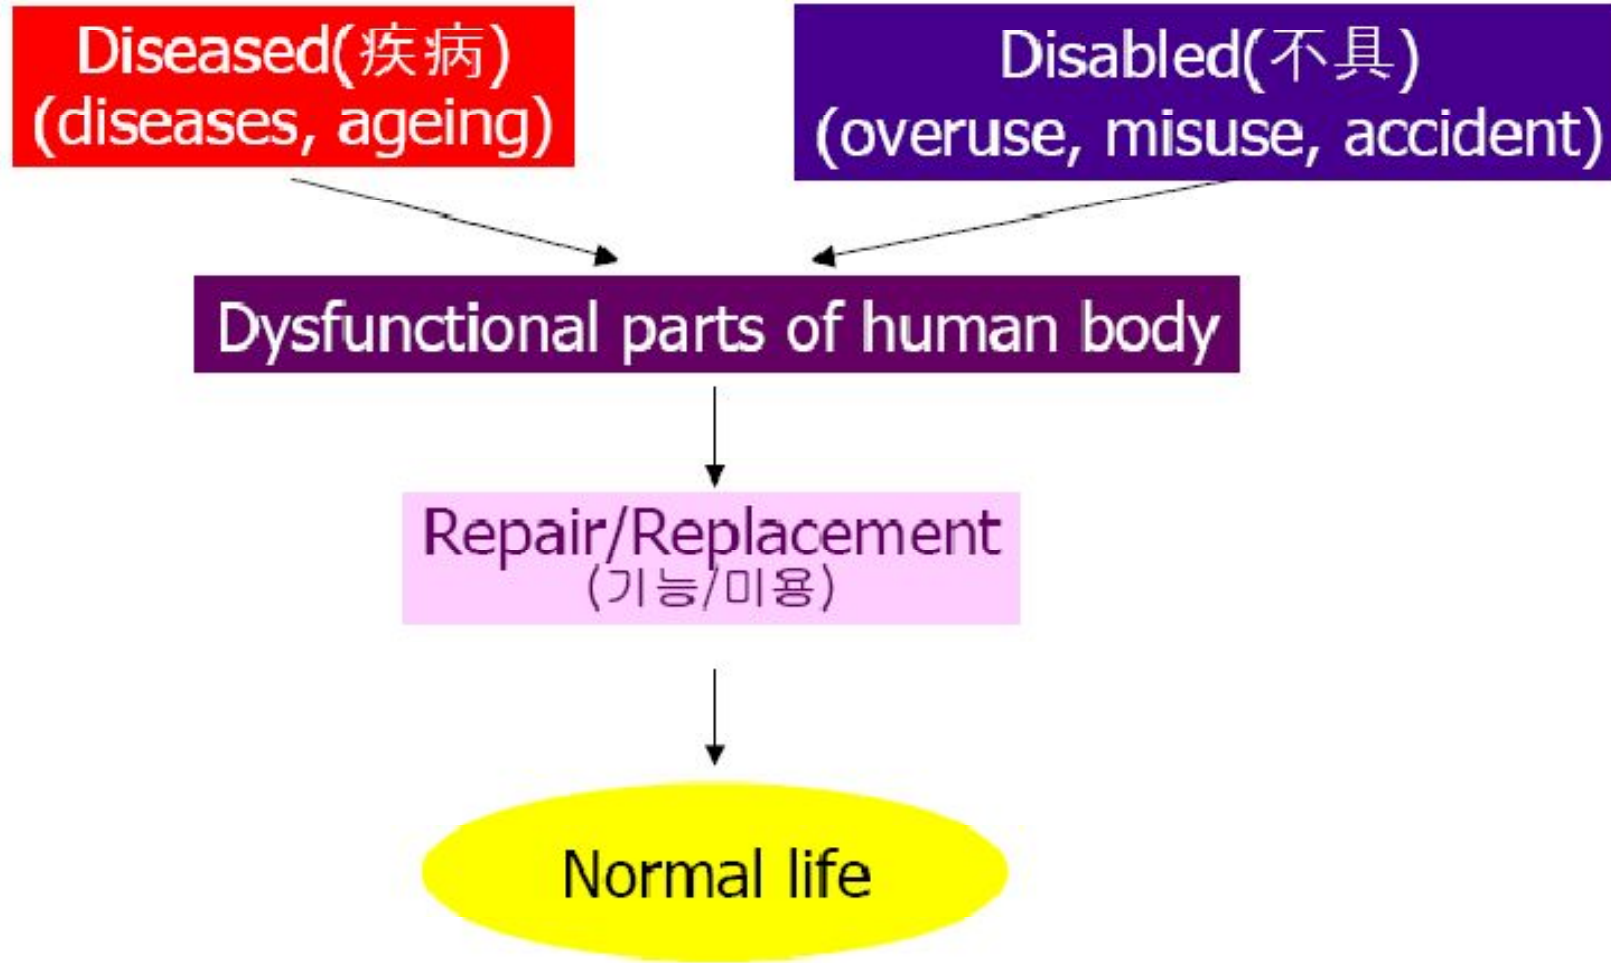 Diseased(疾病)
(diseases, ageing)
Disabled(不具)
(overuse, misuse, accident)
Dysfunctional parts of human body
Repair/Replacement
(기능/미용)
Normal life